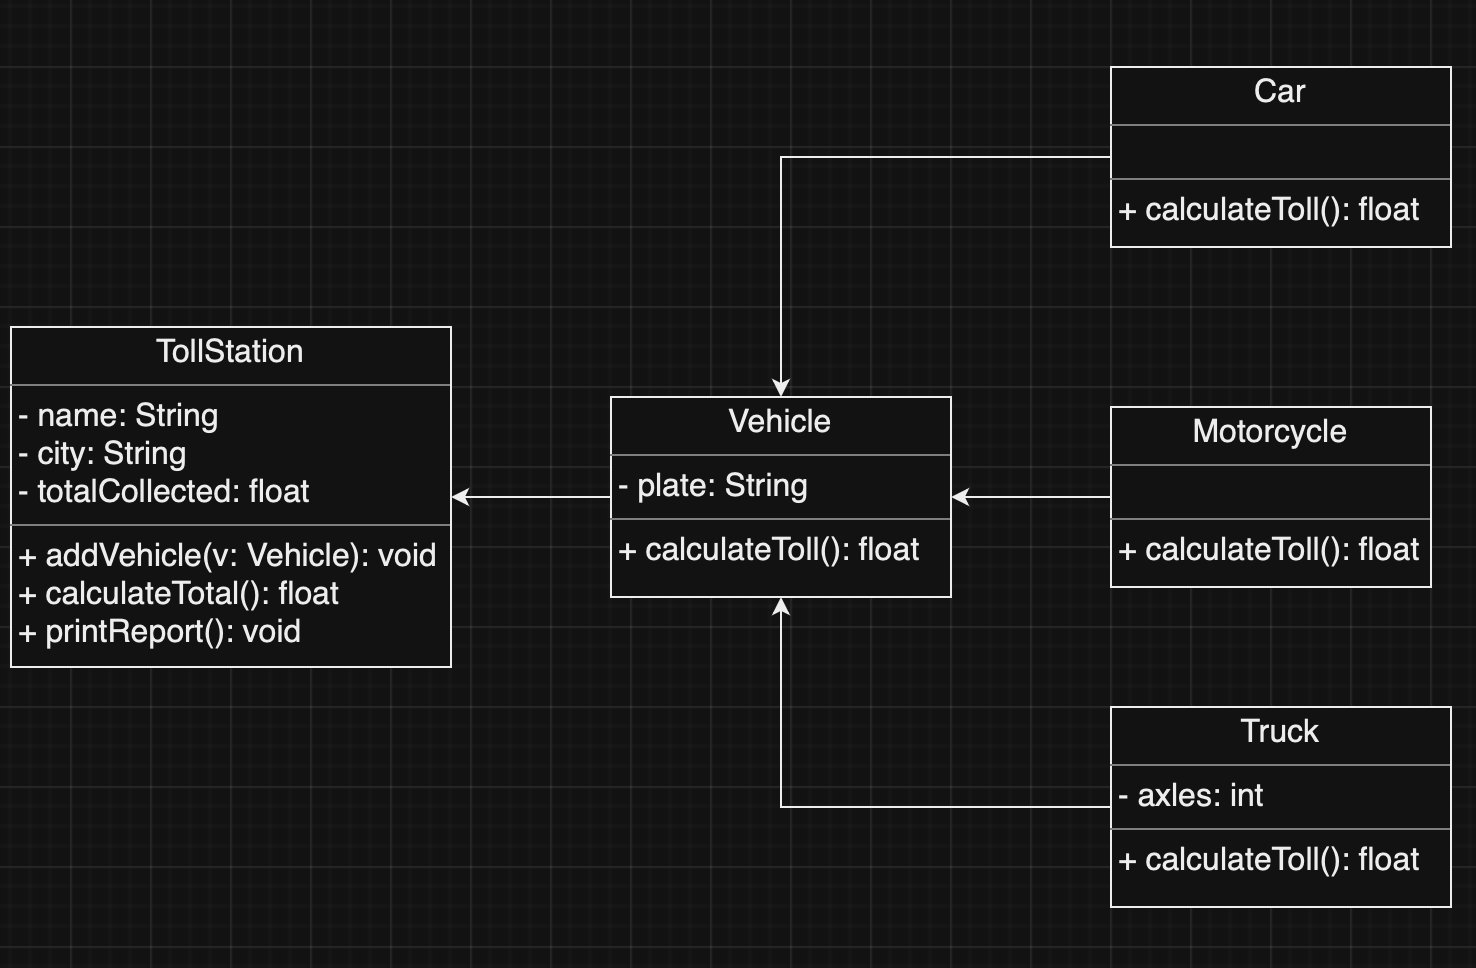 TollStation
- name: String
- city: String
- totalCollected: float
+ addVehicle(v: Vehicle): void
+ calculateTotal(): float
+ printReport(): void
Vehicle
- plate: String
+ calculateToll(): float
Car
+ calculateToll(): float
Motorcycle
+ calculateToll(): float
Truck
- axles: int
+ calculateToll(): float